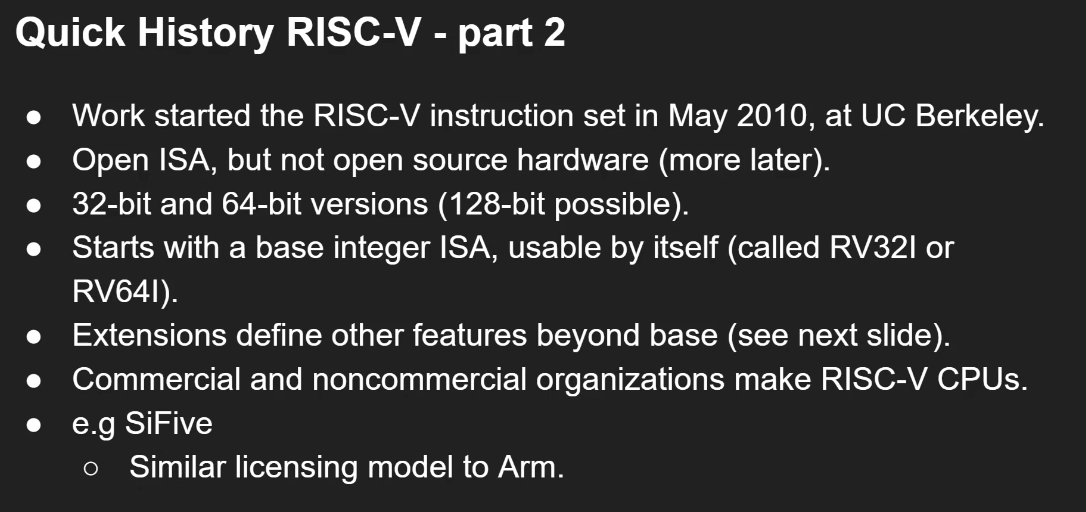 Quick History RISC-V - part 2
● Work started the RISC-V instruction set in May 2010, at UC Berkeley.
● Open ISA, but not open source hardware (more later).
● 32-bit and 64-bit versions (128-bit possible).
● Starts with a base integer ISA, usable by itself (called RV32I or
RV64I).
● Extensions define other features beyond base (see next slide).
● Commercial and noncommercial organizations make RISC-V CPUs.
● e.g SiFive
○ Similar licensing model to Arm.